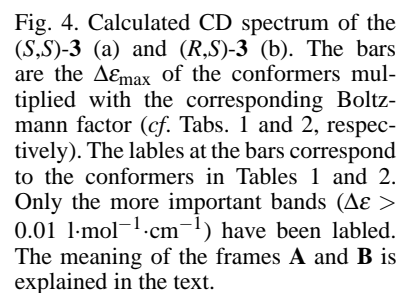 Fig. 4. Calculated CD spectrum of the
(S,S)-3 (a) and (R,S)-3 (b). The bars
are the Δεmax of the conformers mul-
tiplied with the corresponding Boltz-
mann factor (cf. Tabs. 1 and 2, respec-
tively). The lables at the bars correspond
to the conformers in Tables 1 and 2.
Only the more important bands (Δε >
0.01 l·mol⁻¹·cm⁻¹) have been labled.
The meaning of the frames A and B is
explained in the text.